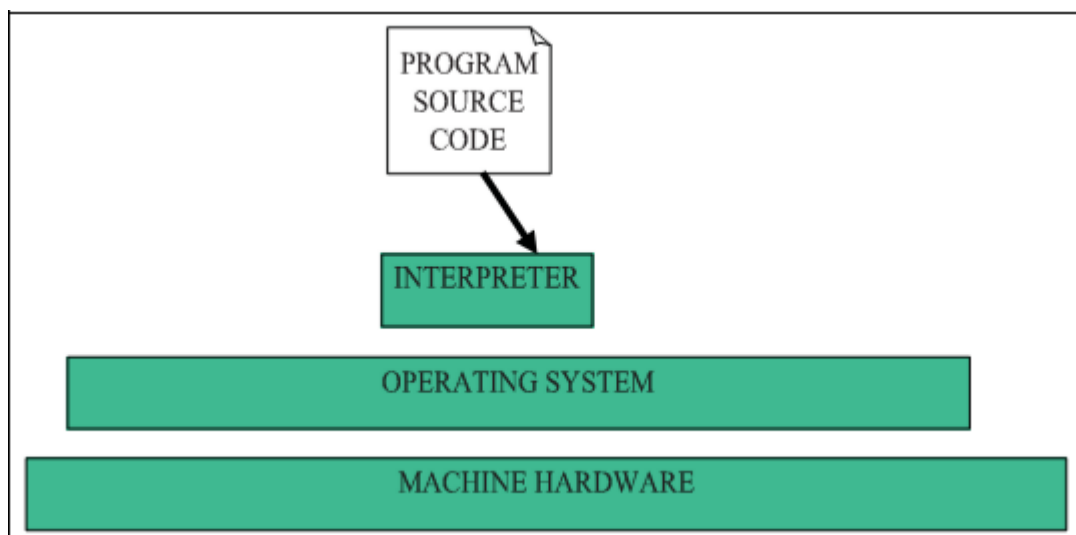 PROGRAM
SOURCE
CODE
INTERPRETER
OPERATING SYSTEM
MACHINE HARDWARE